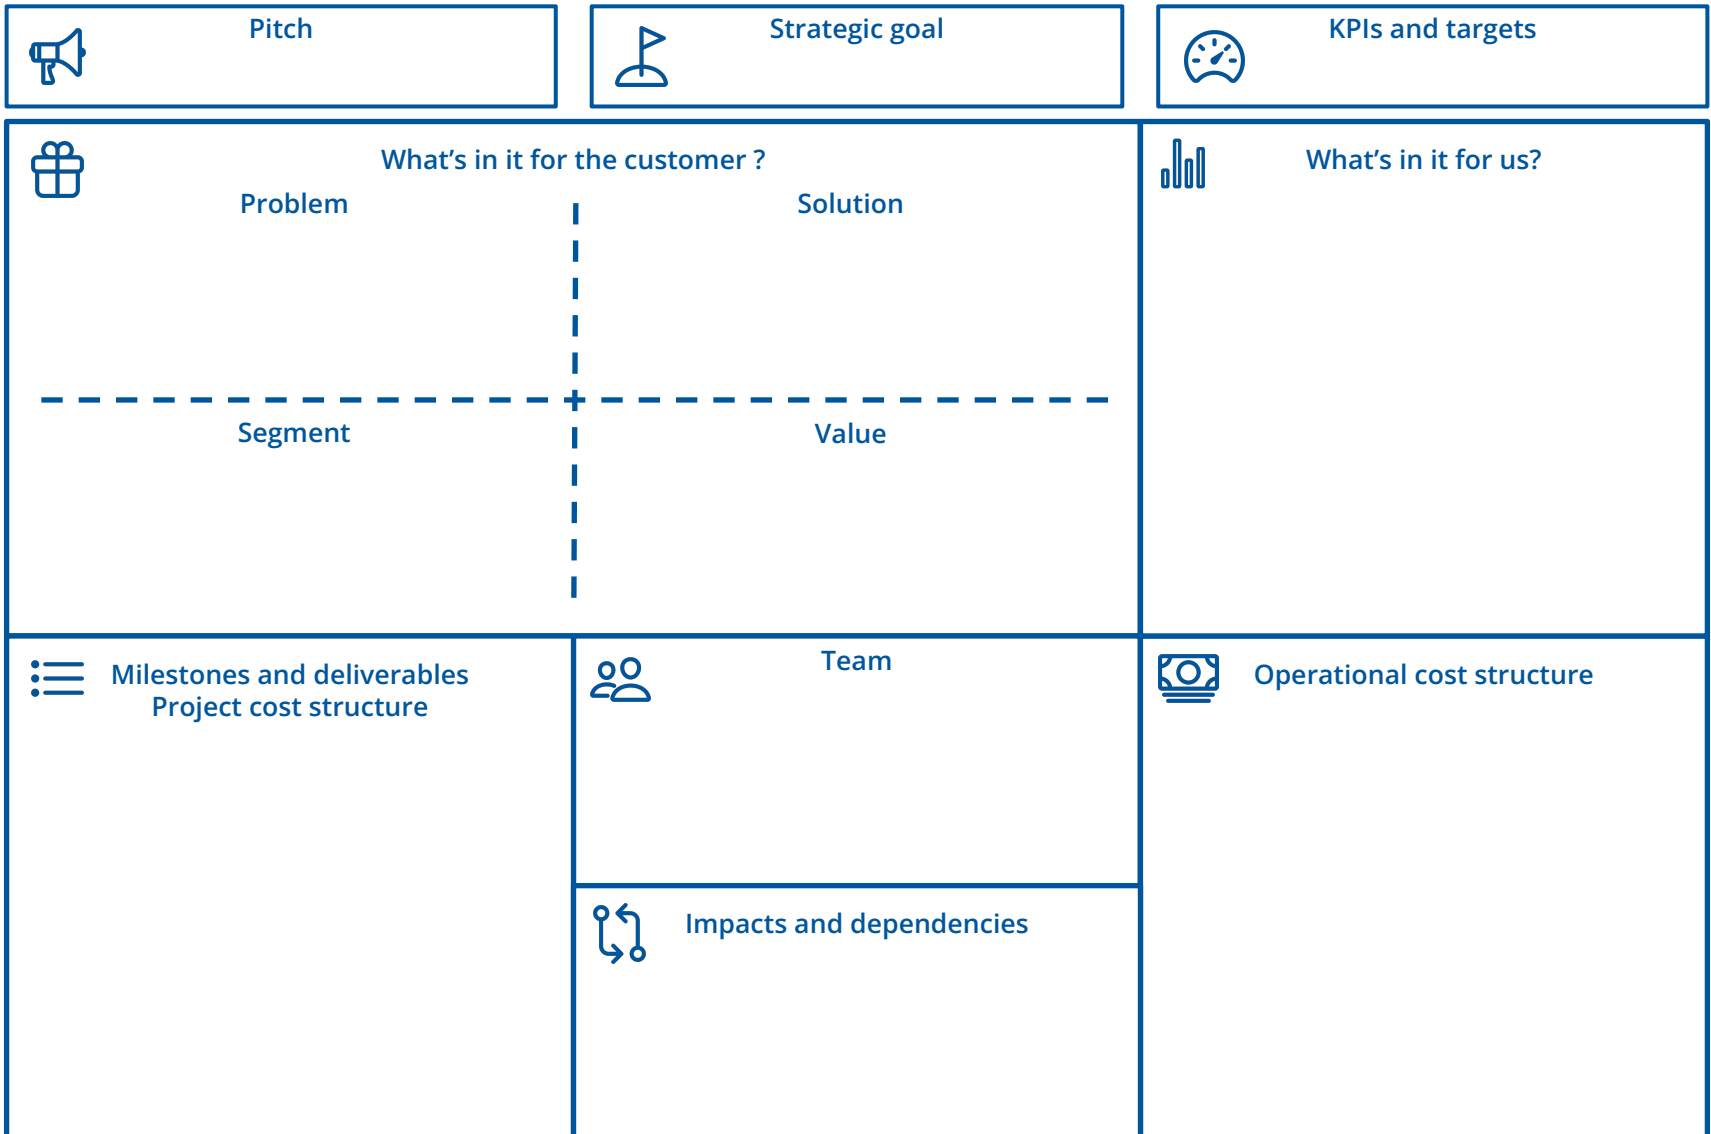 Pitch
Strategic goal
KPIs and targets
What's in it for the customer ?
Problem
Solution
Segment
Value
What's in it for us?
Milestones and deliverables
Project cost structure
Team
Impacts and dependencies
Operational cost structure